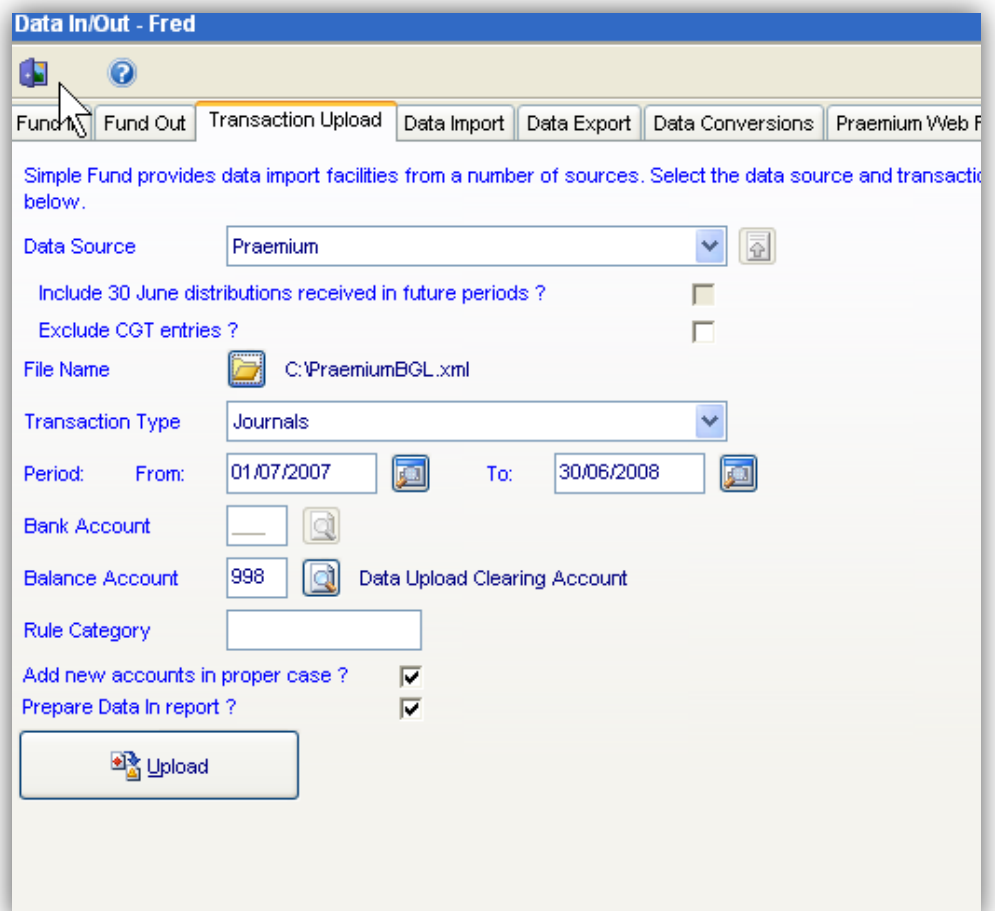 Data In/Out - Fred
Fund Fund Out Transaction Upload Data Import Data Export Data Conversions Praemium Web
Simple Fund provides data import facilities from a number of sources. Select the data source and
below.
Data Source Praemium
Include 30 June distributions received in future periods ?
Exclude CGT entries ?
File Name C:\PraemiumBGL.xml
Transaction Type Journals
Period: From: 01/07/2007 To: 30/06/2008
Bank Account ___
Balance Account 998 Data Upload Clearing Account
Rule Category
Add new accounts in proper case ?
Prepare Data In report ?
Upload